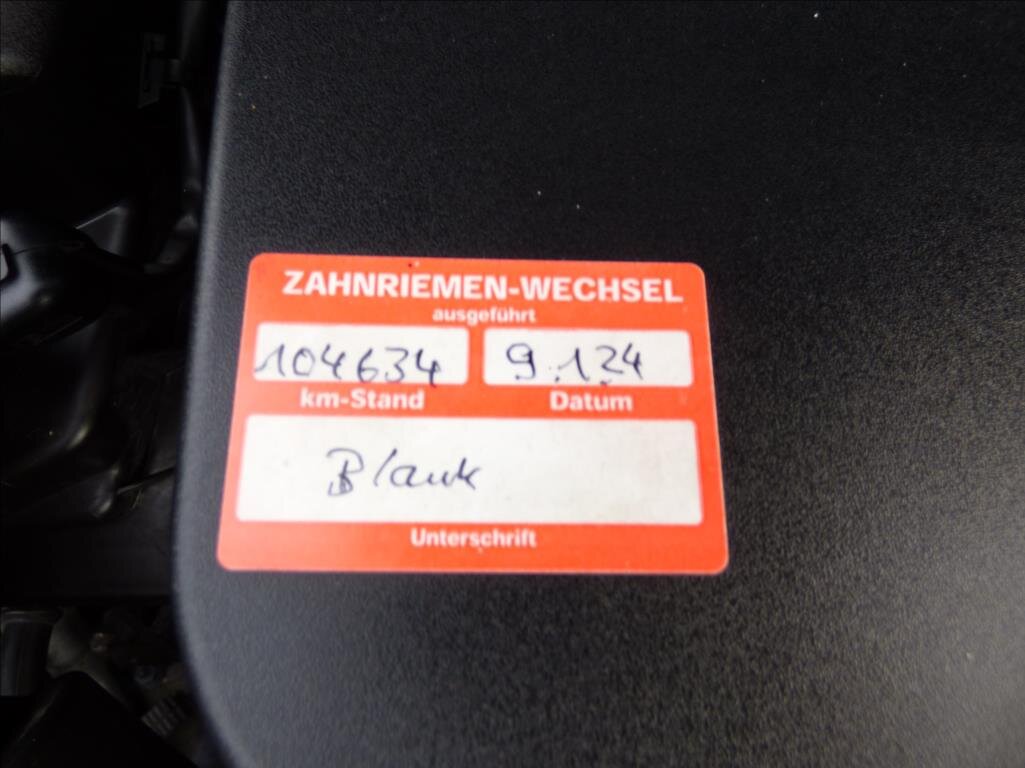 ZAHNRIEMEN-WECHSEL
ausgeführt
104634 9.1.24
km-Stand Datum
Blank
Unterschrift